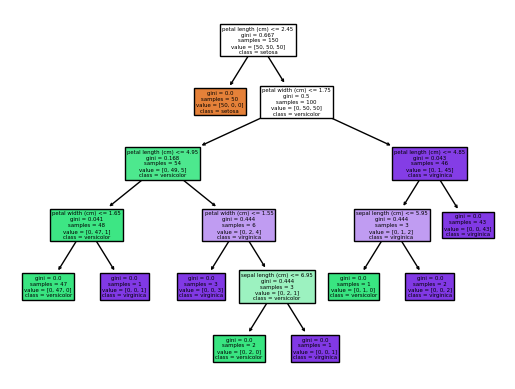 petal length (cm) <= 2.45
gini = 0.667
samples = 150
value = [50, 50, 50]
class = setosa
gini = 0.0
samples = 50
value = [50, 0, 0]
class = setosa
petal width (cm) <= 1.75
gini = 0.5
samples = 100
value = [0, 50, 50]
class = versicolor
petal length (cm) <= 4.95
gini = 0.168
samples = 54
value = [0, 49, 5]
class = versicolor
petal length (cm) <= 4.85
gini = 0.043
samples = 46
value = [0, 1, 45]
class = virginica
petal width (cm) <= 1.65
gini = 0.041
samples = 48
value = [0, 47, 1]
class = versicolor
petal width (cm) <= 1.55
gini = 0.444
samples = 6
value = [0, 2, 4]
class = virginica
sepal length (cm) <= 5.95
gini = 0.444
samples = 3
value = [0, 1, 2]
class = virginica
gini = 0.0
samples = 43
value = [0, 0, 43]
class = virginica
gini = 0.0
samples = 47
value = [0, 47, 0]
class = versicolor
gini = 0.0
samples = 1
value = [0, 0, 1]
class = virginica
gini = 0.0
samples = 3
value = [0, 0, 3]
class = virginica
sepal length (cm) <= 6.95
gini = 0.444
samples = 3
value = [0, 2, 1]
class = versicolor
gini = 0.0
samples = 1
value = [0, 1, 0]
class = versicolor
gini = 0.0
samples = 2
value = [0, 0, 2]
class = virginica
gini = 0.0
samples = 2
value = [0, 2, 0]
class = versicolor
gini = 0.0
samples = 1
value = [0, 0, 1]
class = virginica